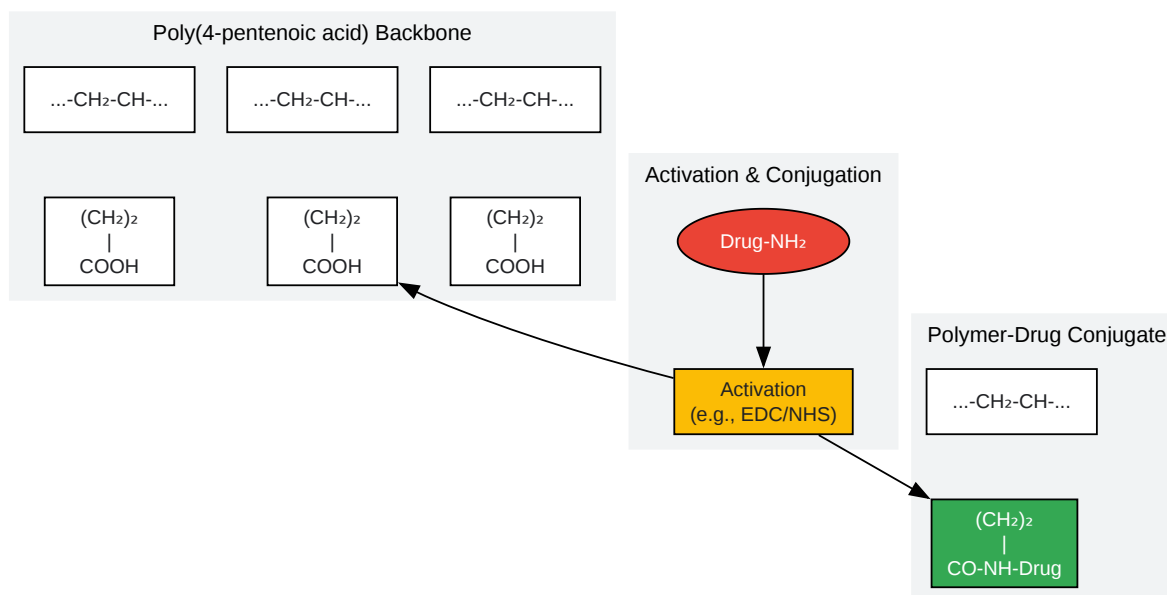 Poly(4-pentenoic acid) Backbone
...-CH₂-CH-...
...-CH₂-CH-...
...-CH₂-CH-...
(CH₂)₂
|
COOH
(CH₂)₂
|
COOH
(CH₂)₂
|
COOH
Activation & Conjugation
Drug-NH₂
Activation
(e.g., EDC/NHS)
Polymer-Drug Conjugate
...-CH₂-CH-...
(CH₂)₂
|
CO-NH-Drug